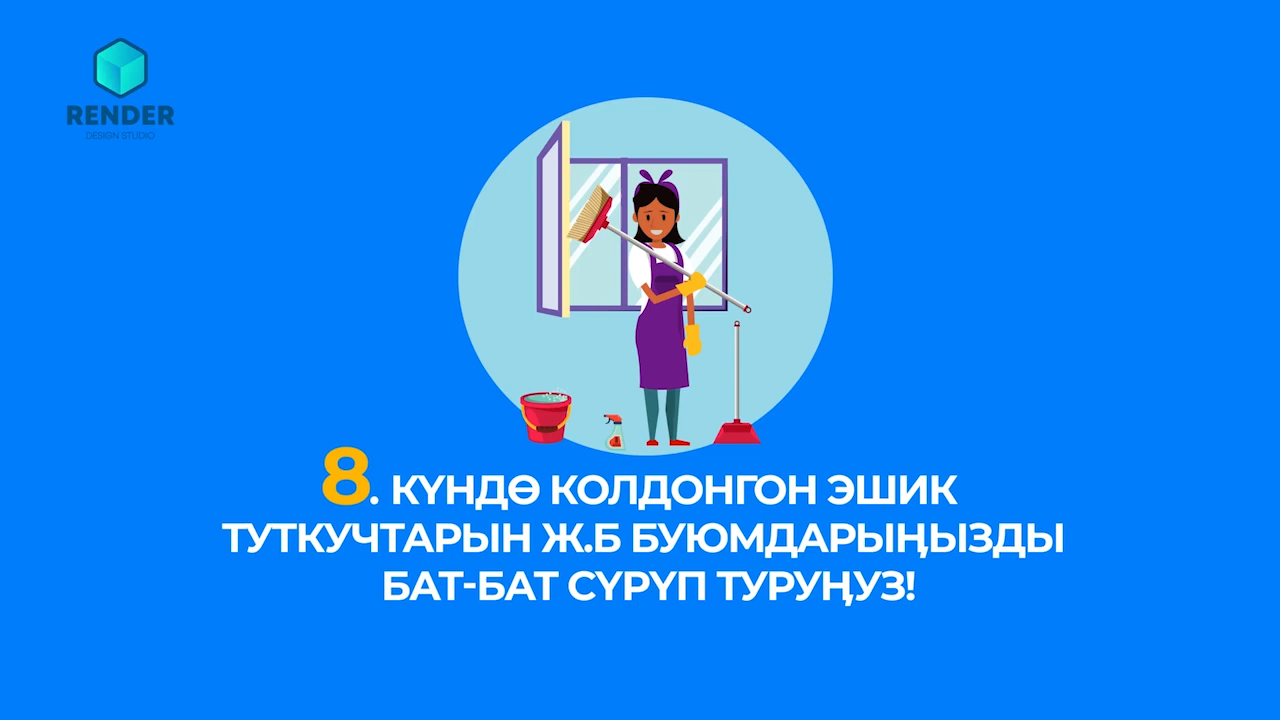 RENDER
DESIGN STUDIO
8. КҮНДӨ КОЛДОНГОН ЭШИК
ТУТКУЧТАРЫН Ж.Б БУЮМДАРЫҢЫЗДЫ
БАТ-БАТ СҮРҮП ТУРУҢУЗ!